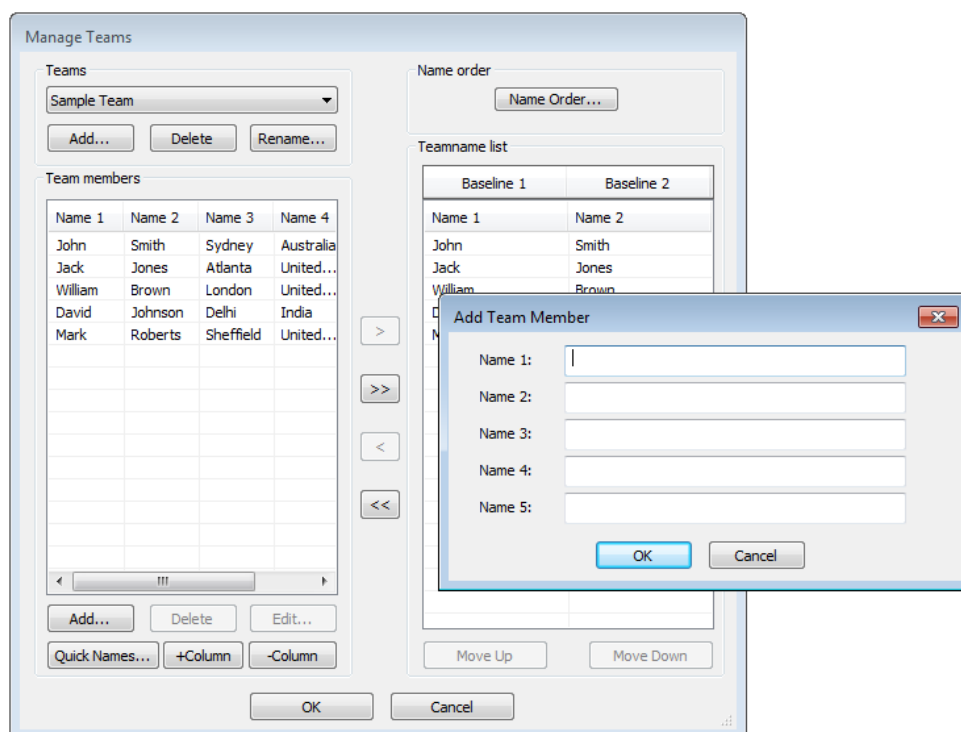 Manage Teams
Teams
Sample Team
Add...
Delete
Rename...
Name order
Name Order...
Team members
Name 1 Name 2 Name 3 Name 4
John Smith Sydney Australia
Jack Jones Atlanta United...
William Brown London United...
David Johnson Delhi India
Mark Roberts Sheffield United...
>
>>
<
<<
Add...
Delete
Edit...
Quick Names...
+Column
-Column
Teamname list
Baseline 1 Baseline 2
Name 1 Name 2
John Smith
Jack Jones
William Brown
Move Up
Move Down
OK
Cancel
Add Team Member
Name 1:
Name 2:
Name 3:
Name 4:
Name 5:
OK
Cancel